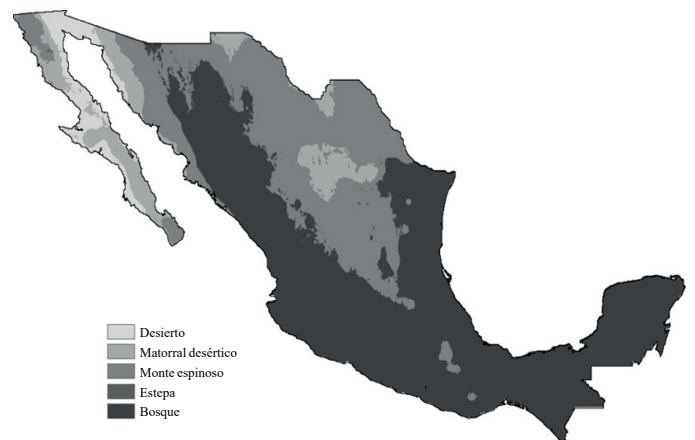 Desierto
Matorral desértico
Monte espinoso
Estepa
Bosque